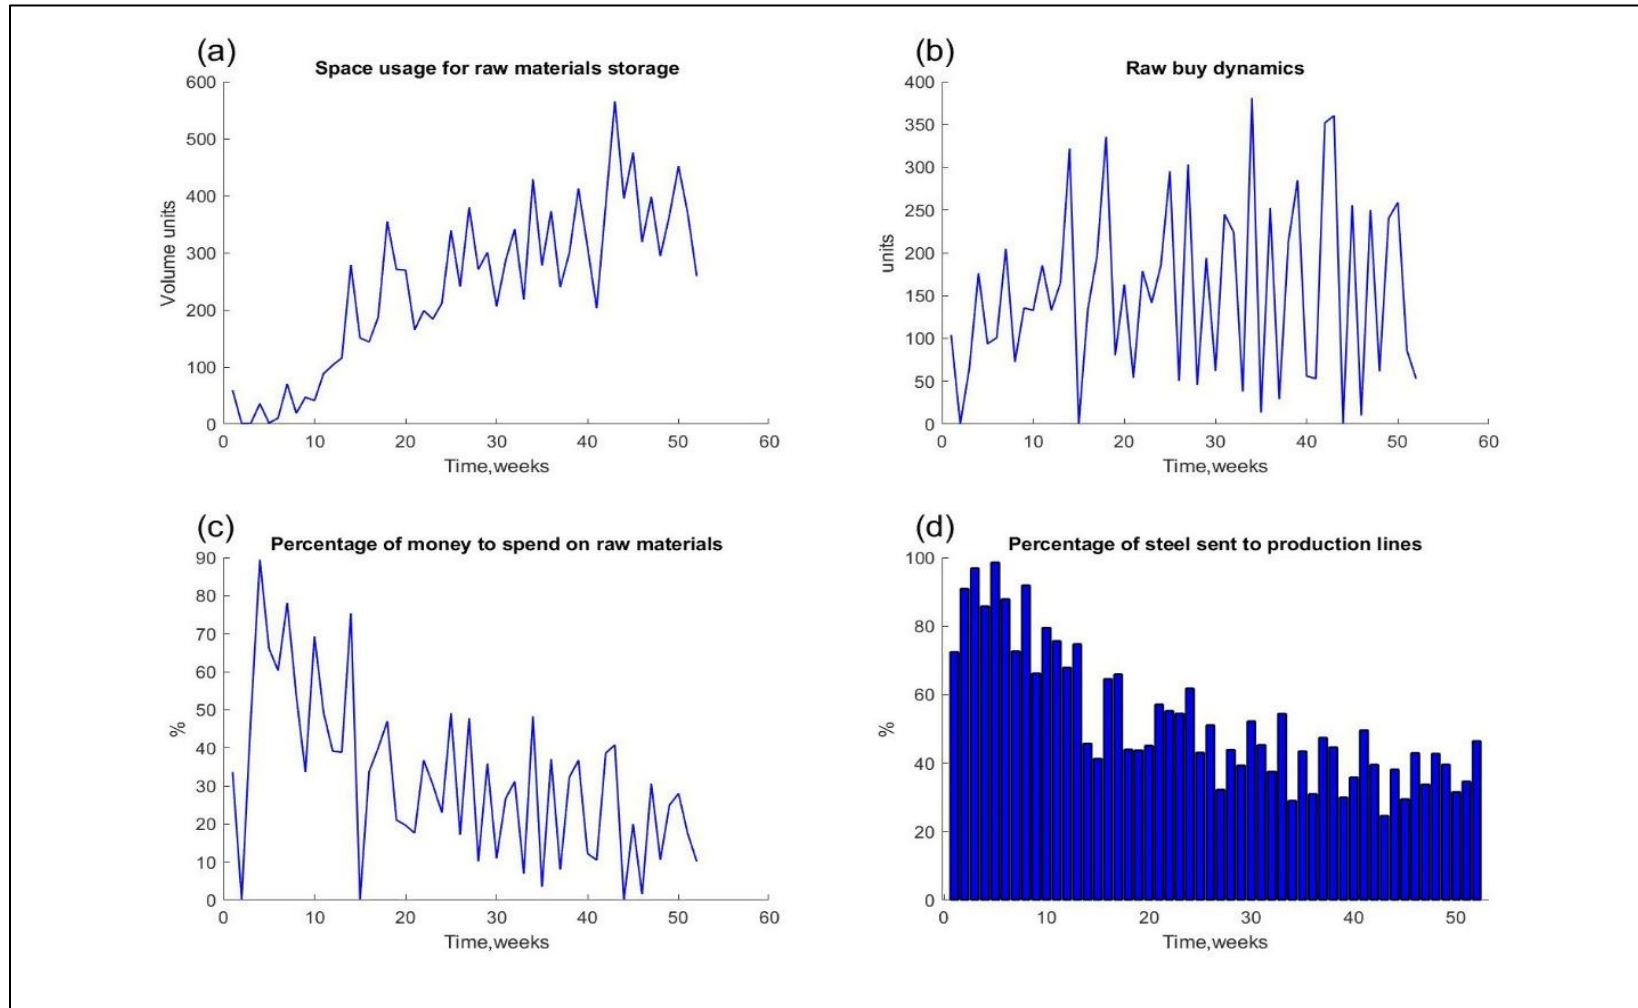 (a)
Space usage for raw materials storage
600
500
400
300
200
100
0
Volume units
0 10 20 30 40 50 60
Time,weeks
(b)
Raw buy dynamics
400
350
300
250
200
150
100
50
0
units
0 10 20 30 40 50 60
Time,weeks
(c)
Percentage of money to spend on raw materials
90
80
70
60
50
40
30
20
10
0
%
0 10 20 30 40 50 60
Time,weeks
(d)
Percentage of steel sent to production lines
100
80
60
40
20
0
%
0 10 20 30 40 50
Time,weeks